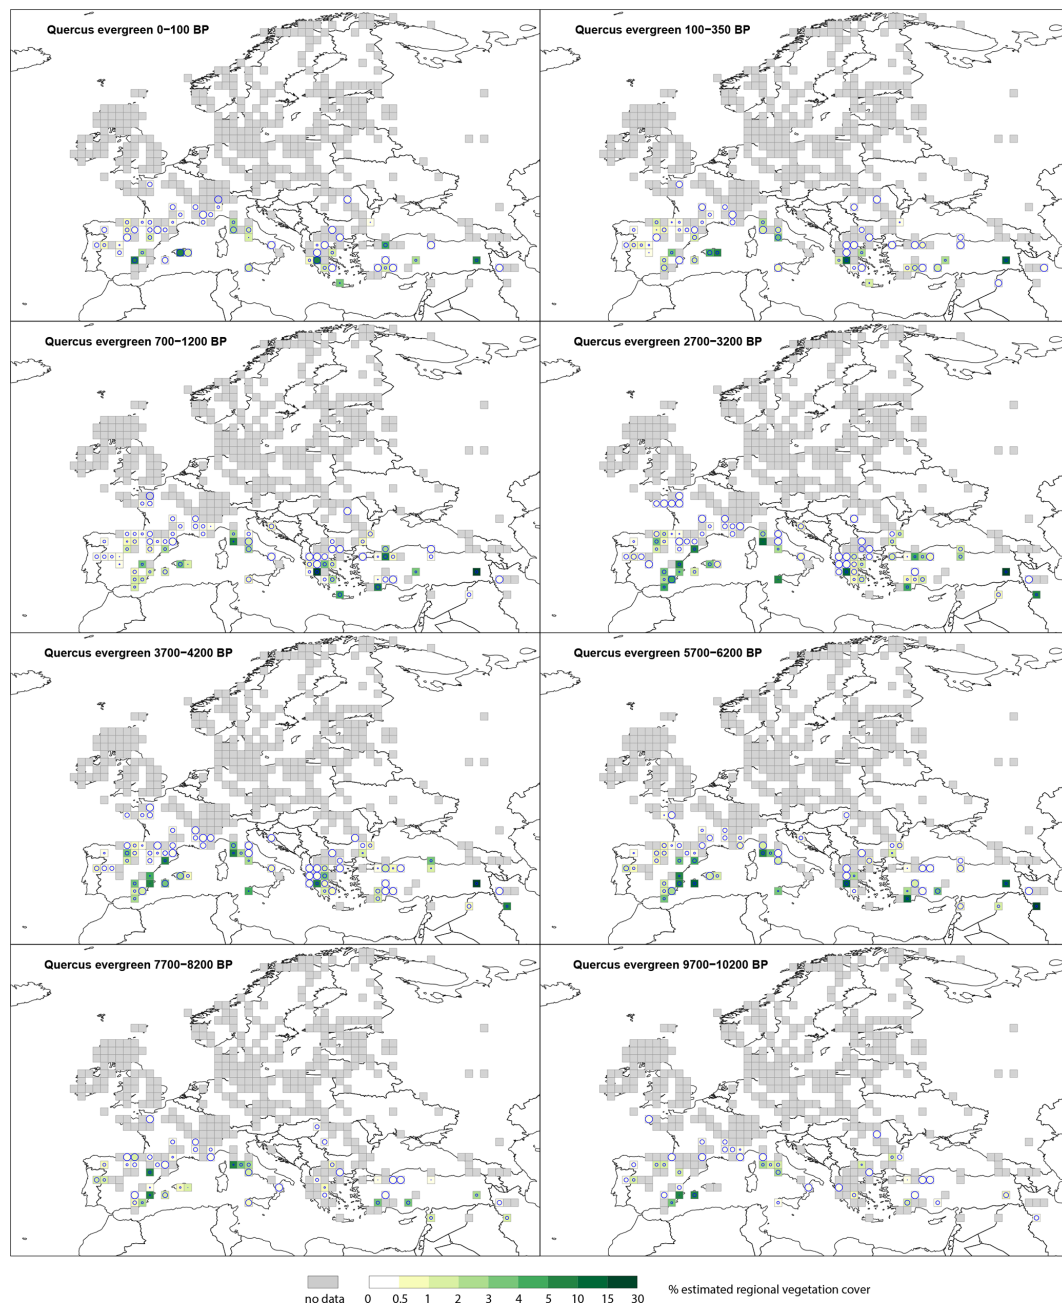 Quercus evergreen 0−100 BP
Quercus evergreen 100−350 BP
Quercus evergreen 700−1200 BP
Quercus evergreen 2700−3200 BP
Quercus evergreen 3700−4200 BP
Quercus evergreen 5700−6200 BP
Quercus evergreen 7700−8200 BP
Quercus evergreen 9700−10200 BP
no data
0 0.5 1 2 3 4 5 10 15 30
% estimated regional vegetation cover